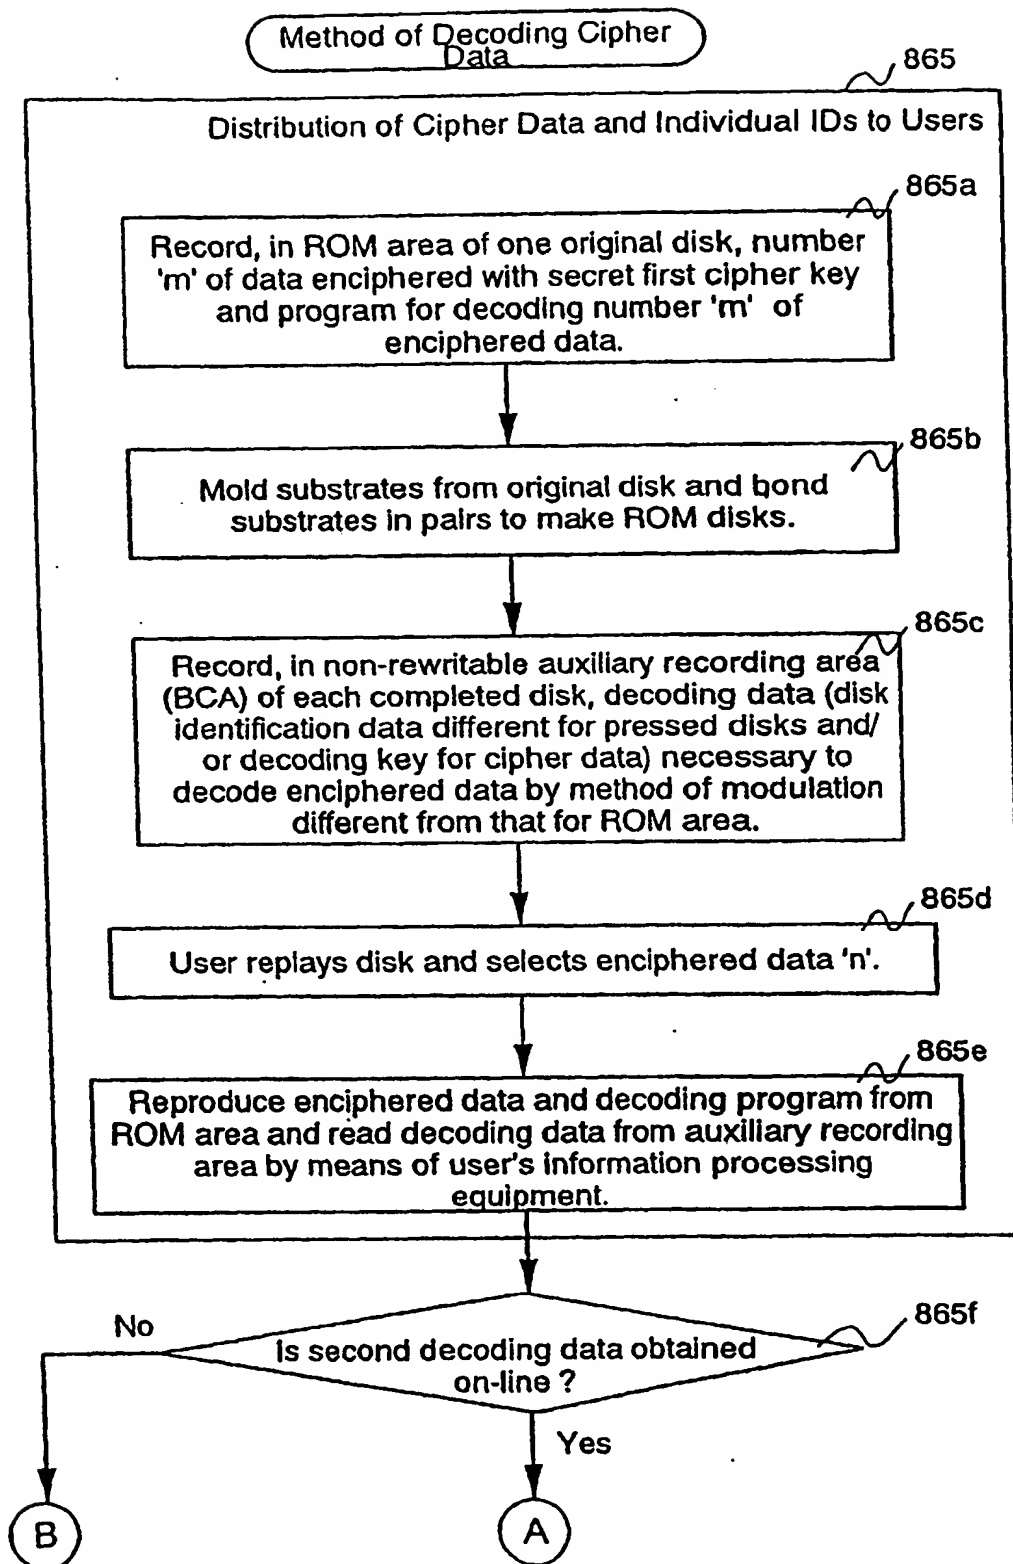 Method of Decoding Cipher
Data
865
Distribution of Cipher Data and Individual IDs to Users
865a
Record, in ROM area of one original disk, number
'm' of data enciphered with secret first cipher key
and program for decoding number 'm' of
enciphered data.
865b
Mold substrates from original disk and bond
substrates in pairs to make ROM disks.
865c
Record, in non-rewritable auxiliary recording area
(BCA) of each completed disk, decoding data (disk
identification data different for pressed disks and/
or decoding key for cipher data) necessary to
decode enciphered data by method of modulation
different from that for ROM area.
865d
User replays disk and selects enciphered data 'n'.
865e
Reproduce enciphered data and decoding program from
ROM area and read decoding data from auxiliary recording
area by means of user's information processing
equipment.
865f
No
Is second decoding data obtained
on-line ?
Yes
B
A